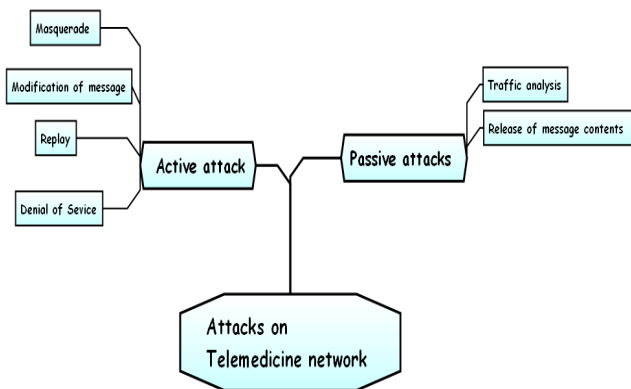 Masquerade
Modification of message
Replay
Denial of Sevice
Active attack
Passive attacks
Traffic analysis
Release of message contents
Attacks on
Telemedicine network